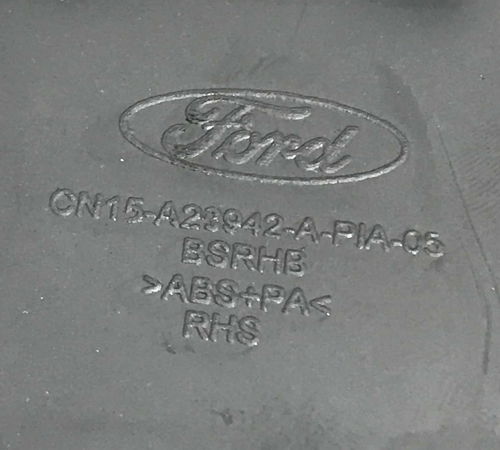 Ford
CN15-A23942-A-PIA-05
BSRHB
>ABS+PA<
RHS